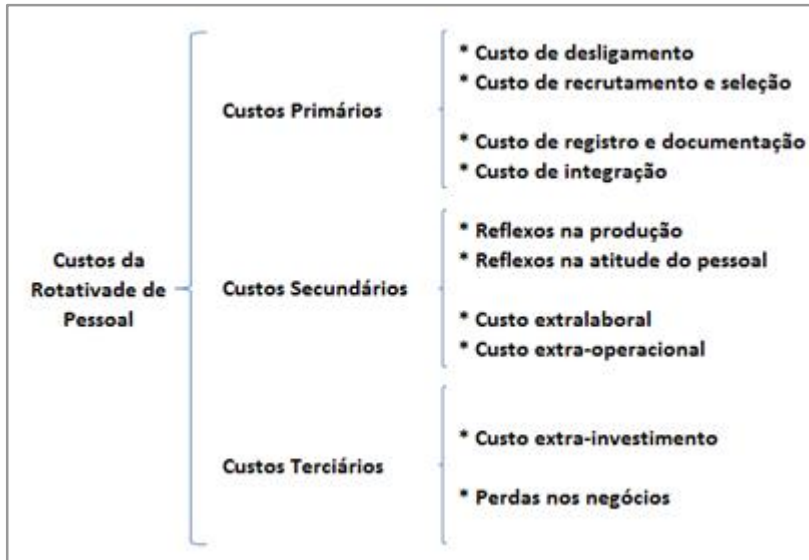 Custos da
Rotativade de
Pessoal
Custos Primários
* Custo de desligamento
* Custo de recrutamento e seleção
* Custo de registro e documentação
* Custo de integração
Custos Secundários
* Reflexos na produção
* Reflexos na atitude do pessoal
* Custo extralaboral
* Custo extra-operacional
Custos Terciários
* Custo extra-investimento
* Perdas nos negócios